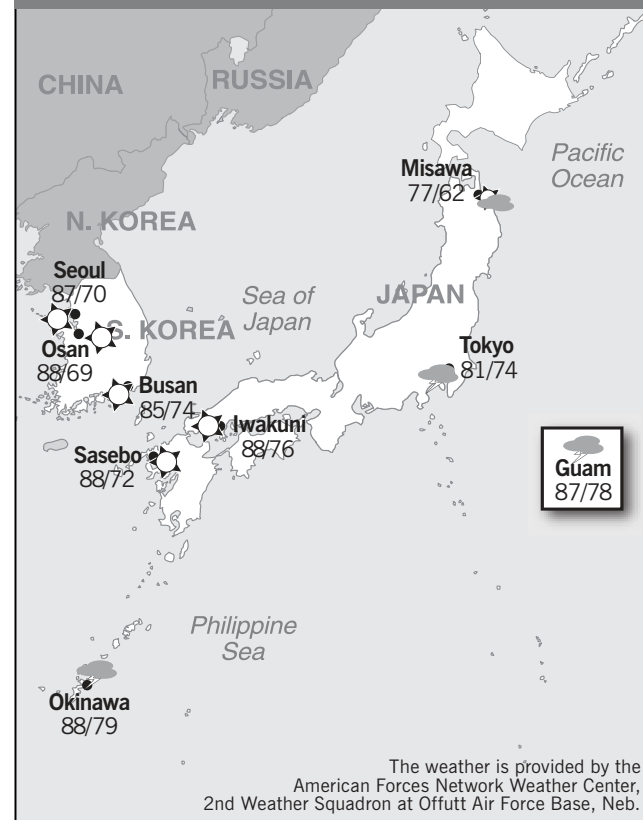 CHINA
RUSSIA
Pacific
Ocean
Misawa
77/62
N. KOREA
Seoul
87/70
Sea of
Japan
JAPAN
S. KOREA
Osan
88/69
Tokyo
81/74
Busan
85/74
Iwakuni
88/76
Sasebo
88/72
Guam
87/78
Philippine
Sea
Okinawa
88/79
The weather is provided by the
American Forces Network Weather Center,
2nd Weather Squadron at Offutt Air Force Base, Neb.